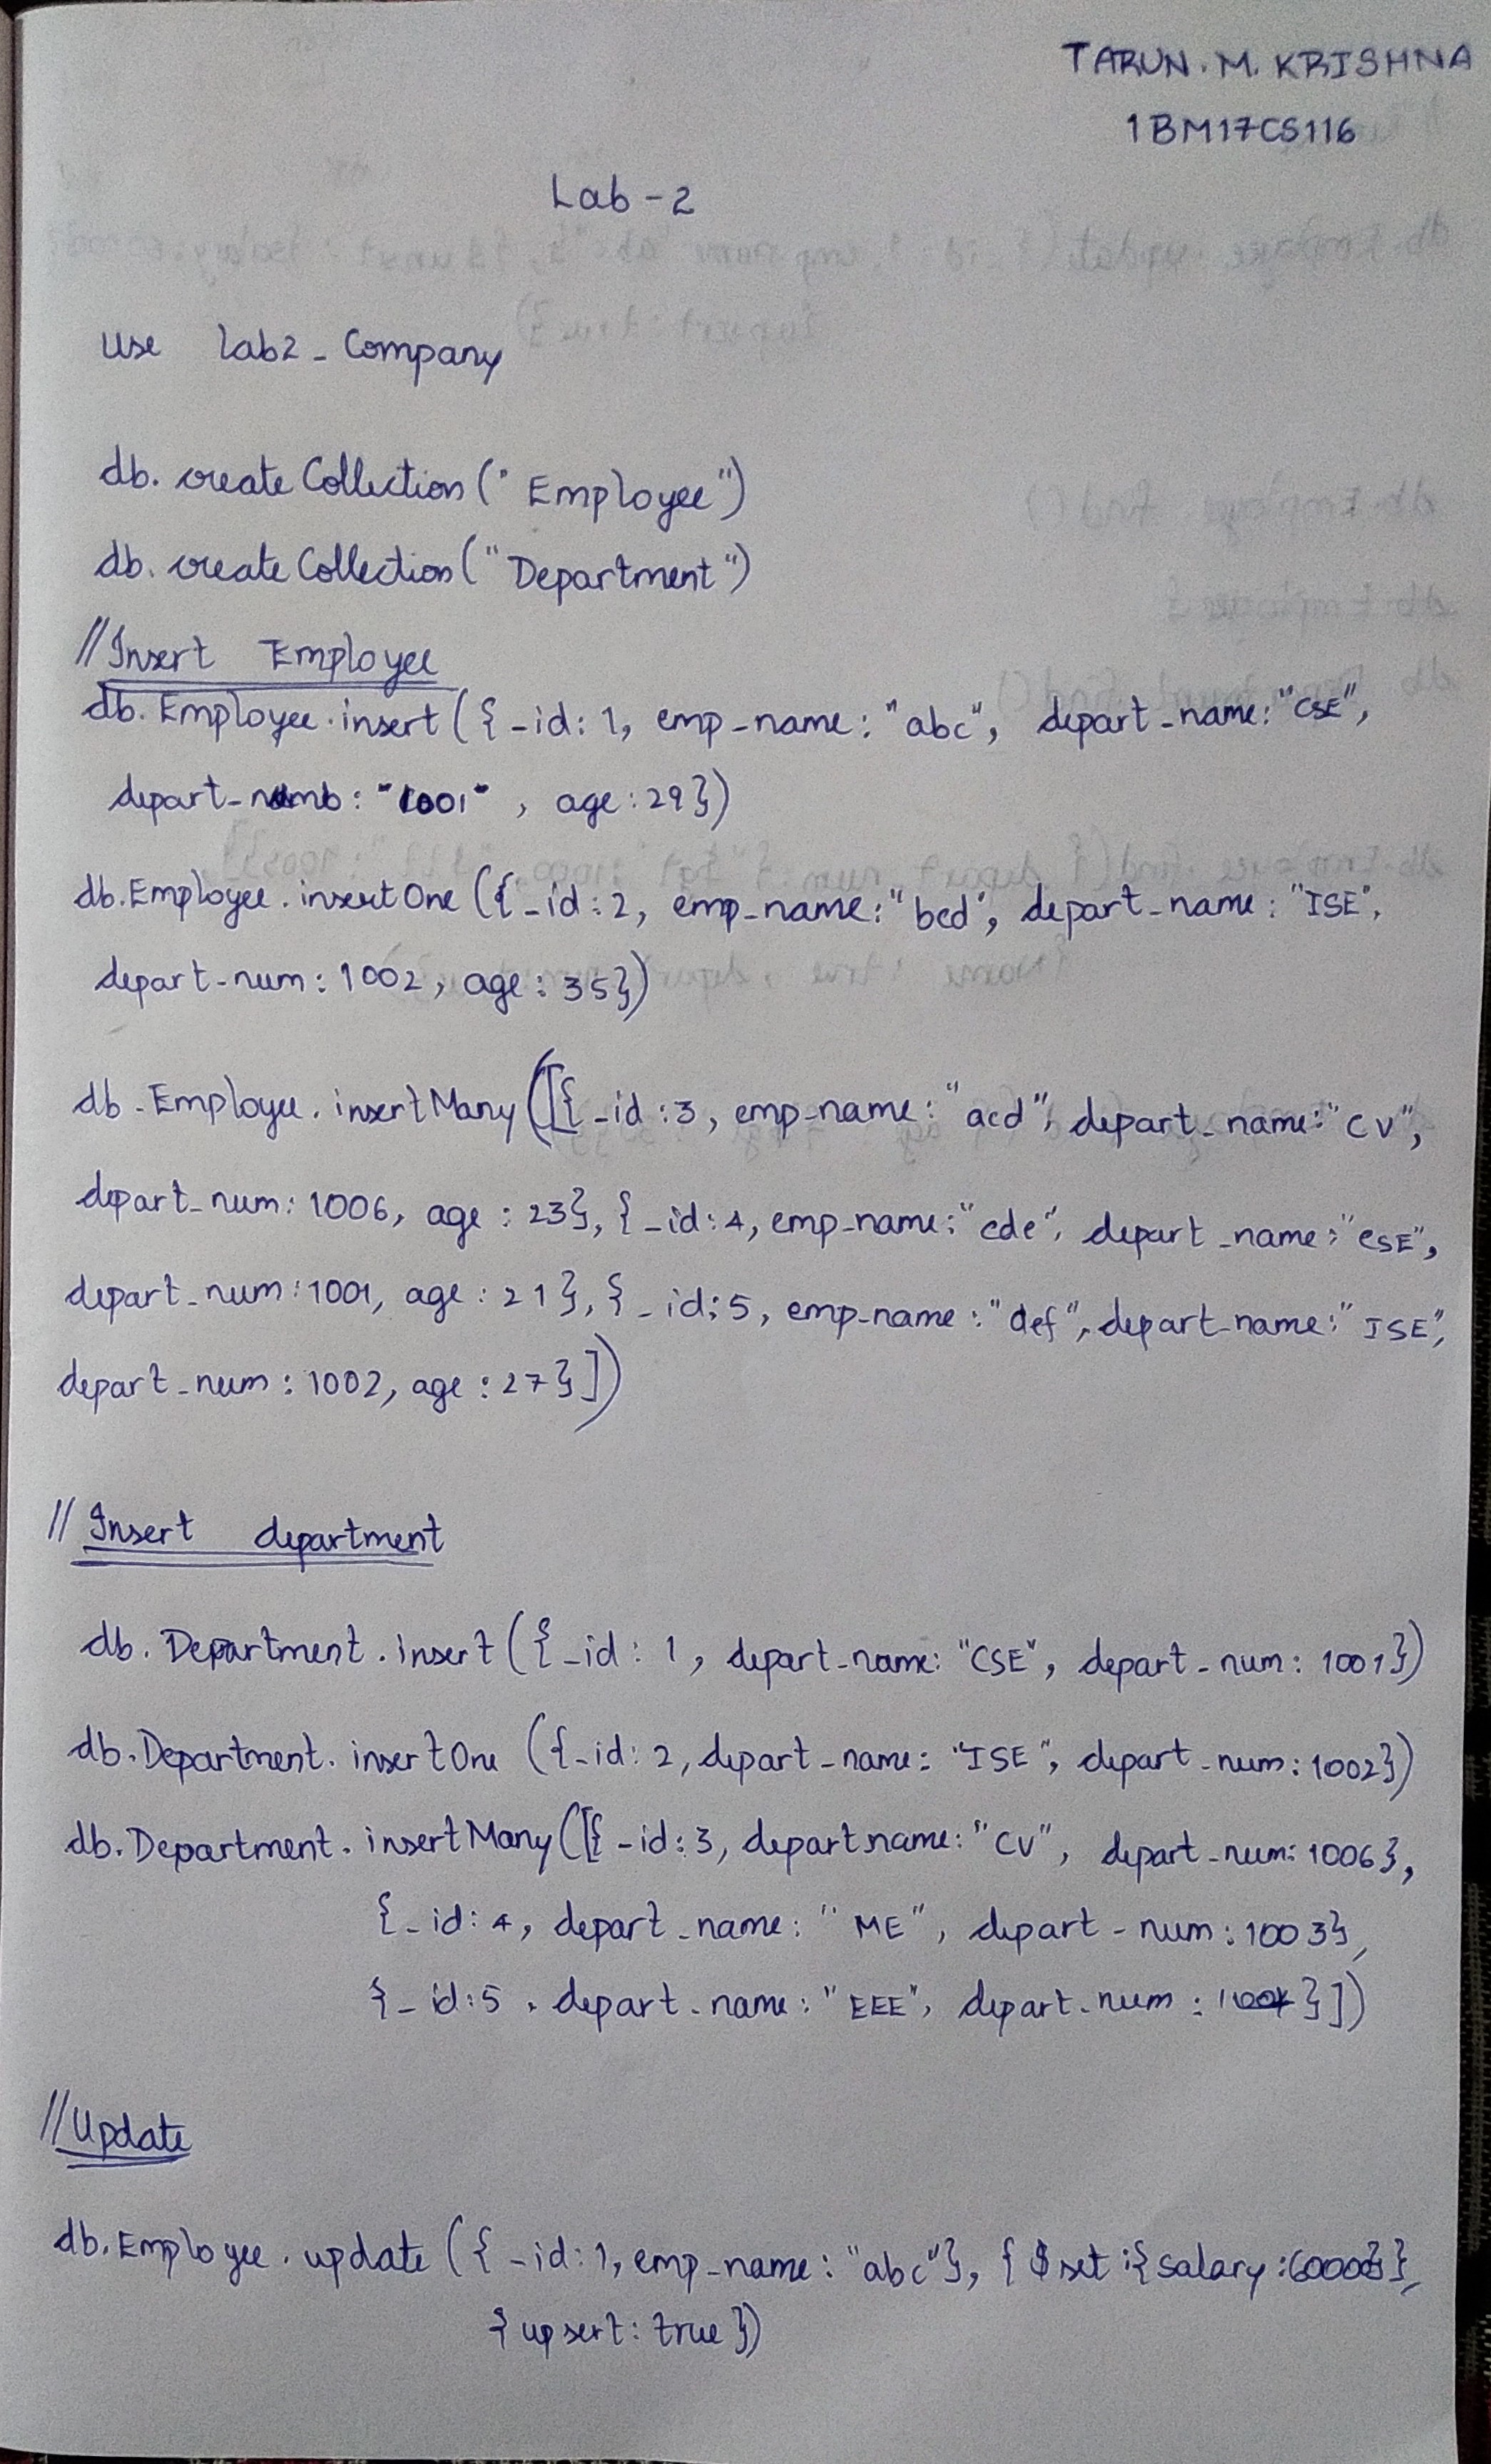 TARUN. M. KRISHNA
1BM17CS116
Lab - 2
use lab2_Company
db. createCollection("Employee")
db. createCollection("Department")
//Insert Employee
db. Employee.insert({_id: 1, emp_name: "abc", depart_name: "CSE",
depart_numb: "1001", age: 29})
db.Employee.insertOne({_id: 2, emp_name: "bcd", depart_name: "ISE",
depart_num: 1002, age: 35})
db.Employee.insertMany([{_id: 3, emp_name: "acd", depart_name: "CV",
depart_num: 1006, age: 23}, {_id: 4, emp_name: "cde", depart_name: "CSE",
depart_num: 1001, age: 21}, {_id: 5, emp_name: "def", depart_name: "ISE",
depart_num: 1002, age: 27}])
// Insert department
db. Department.insert({_id: 1, depart_name: "CSE", depart_num: 1001})
db. Department. insertOne ({_id: 2, depart_name: "ISE", depart_num: 1002})
db. Department. insertMany([{_id: 3, departname: "CV", depart_num: 1006},
{_id: 4, depart_name: "ME", depart_num: 1003},
{_id: 5, depart_name: "EEE", depart_num: }])
//Update
db. Employee. update ({_id: 1, emp_name: "abc"}, {$set:{salary:60000}},
{upsert: true})